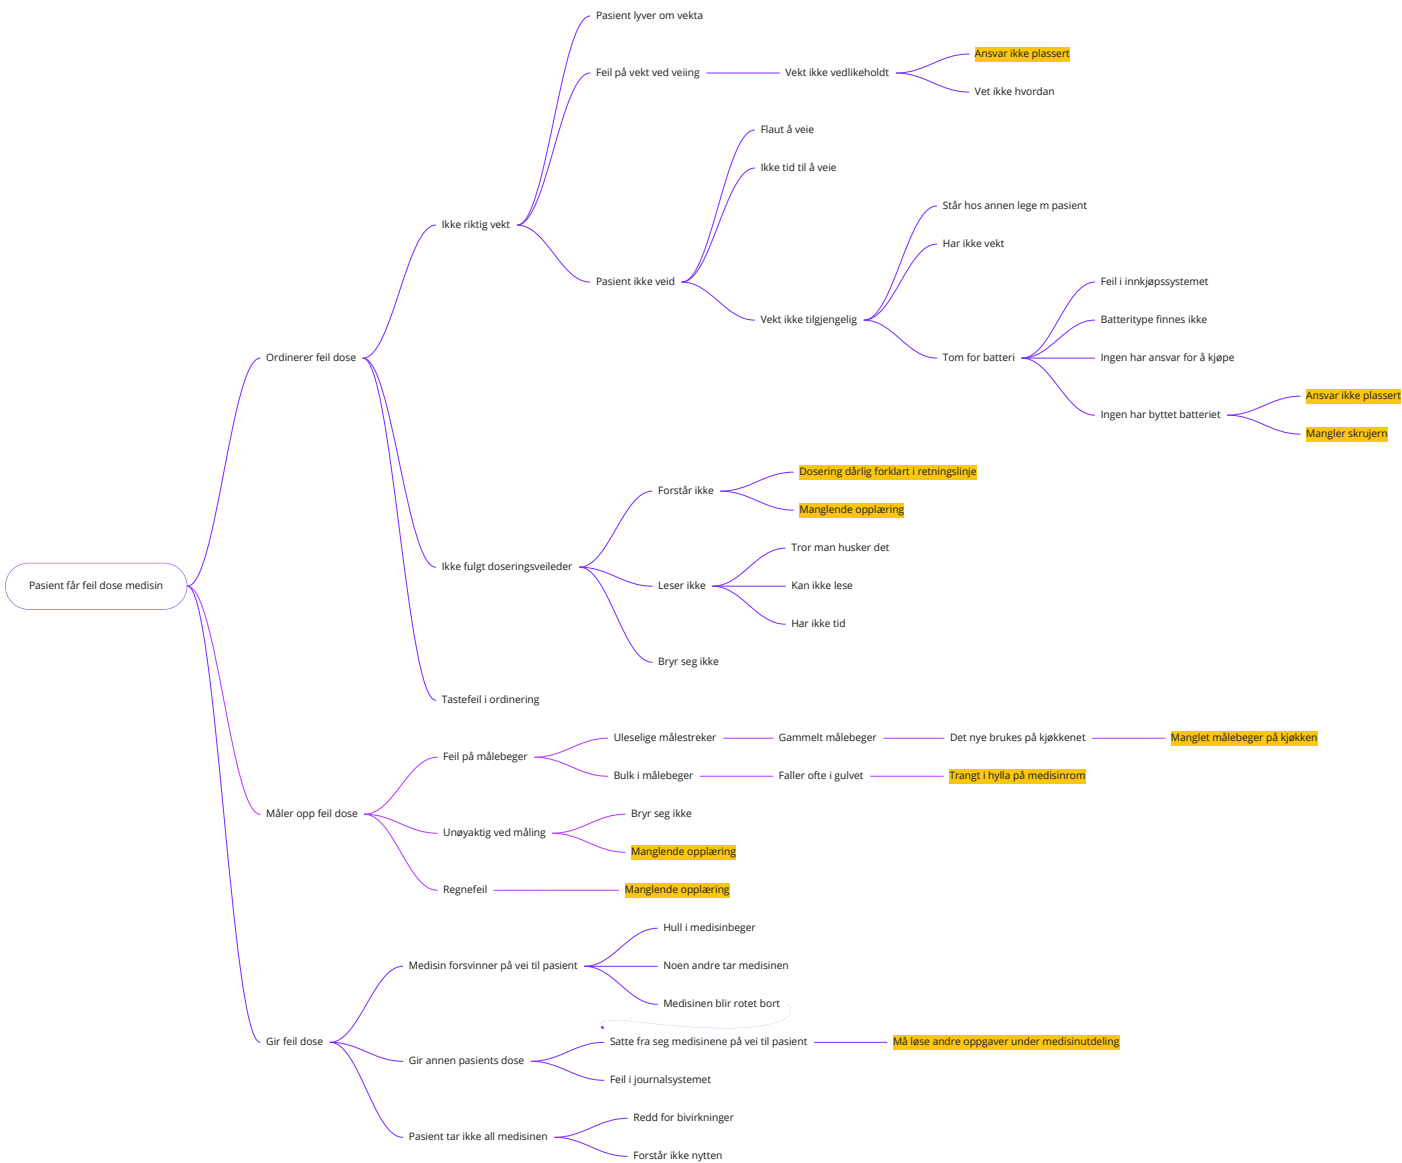 Pasient lyver om vekta
Ansvar ikke plassert
Feil på vekt ved veiing
Vekt ikke vedlikeholdt
Vet ikke hvordan
Flaut å veie
Ikke tid til å veie
Står hos annen lege m pasient
Ikke riktig vekt
Har ikke vekt
Pasient ikke veid
Feil i innkjøpssystemet
Vekt ikke tilgjengelig
Batteritype finnes ikke
Ordinerer feil dose
Tom for batteri
Ingen har ansvar for å kjøpe
Ansvar ikke plassert
Ingen har byttet batteriet
Mangler skrujern
Dosering dårlig forklart i retningslinje
Forstår ikke
Manglende opplæring
Tror man husker det
Ikke fulgt doseringsveileder
Pasient får feil dose medisin
Leser ikke
Kan ikke lese
Har ikke tid
Bryr seg ikke
Tastefeil i ordinering
Uleselige målestreker
Gammelt målebeger
Det nye brukes på kjøkkenet
Manglet målebeger på kjøkken
Feil på målebeger
Bulk i målebeger
Faller ofte i gulvet
Trangt i hylla på medisinrom
Måler opp feil dose
Bryr seg ikke
Unøyaktig ved måling
Manglende opplæring
Regnefeil
Manglende opplæring
Hull i medisinbeger
Medisin forsvinner på vei til pasient
Noen andre tar medisinen
Medisinen blir rotet bort
Gir feil dose
Satte fra seg medisinene på vei til pasient
Må løse andre oppgaver under medisinutdeling
Gir annen pasients dose
Feil i journalsystemet
Redd for bivirkninger
Pasient tar ikke all medisinen
Forstår ikke nytten